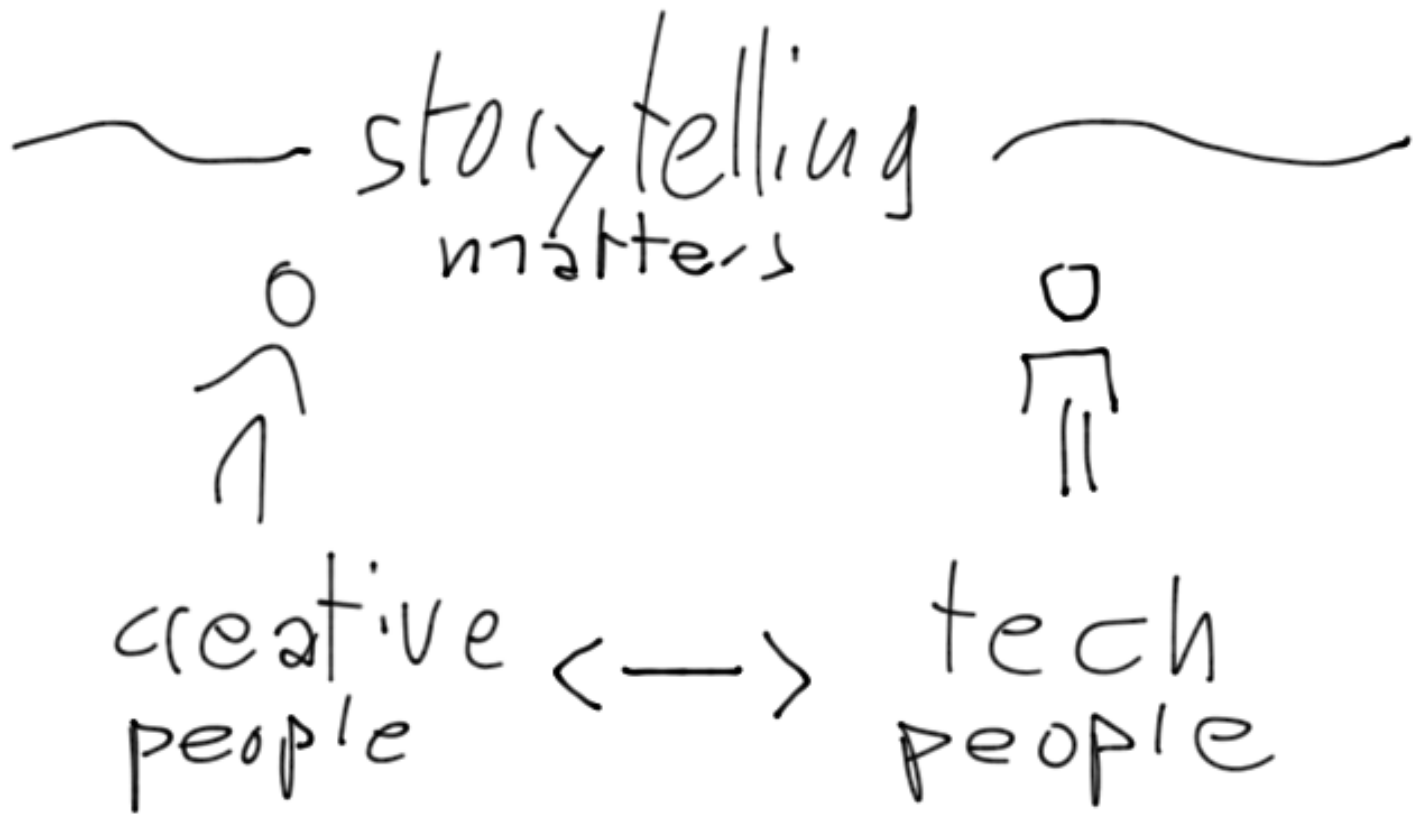 storytelling
matters
creative <—> tech
people people